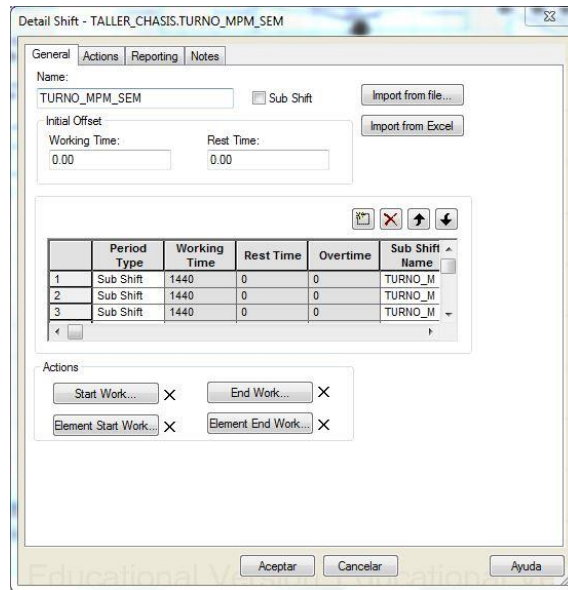 Detail Shift - TALLER_CHASIS.TURNO_MPM_SEM
General Actions Reporting Notes
Name:
TURNO_MPM_SEM
Sub Shift
Import from file...
Import from Excel
Initial Offset
Working Time: Rest Time:
0.00 0.00
Period Type Working Time Rest Time Overtime Sub Shift Name
1 Sub Shift 1440 0 0 TURNO_M
2 Sub Shift 1440 0 0 TURNO_M
3 Sub Shift 1440 0 0 TURNO_M
Actions
Start Work... End Work...
Element Start Work... Element End Work...
Aceptar Cancelar Ayuda
Educational Version